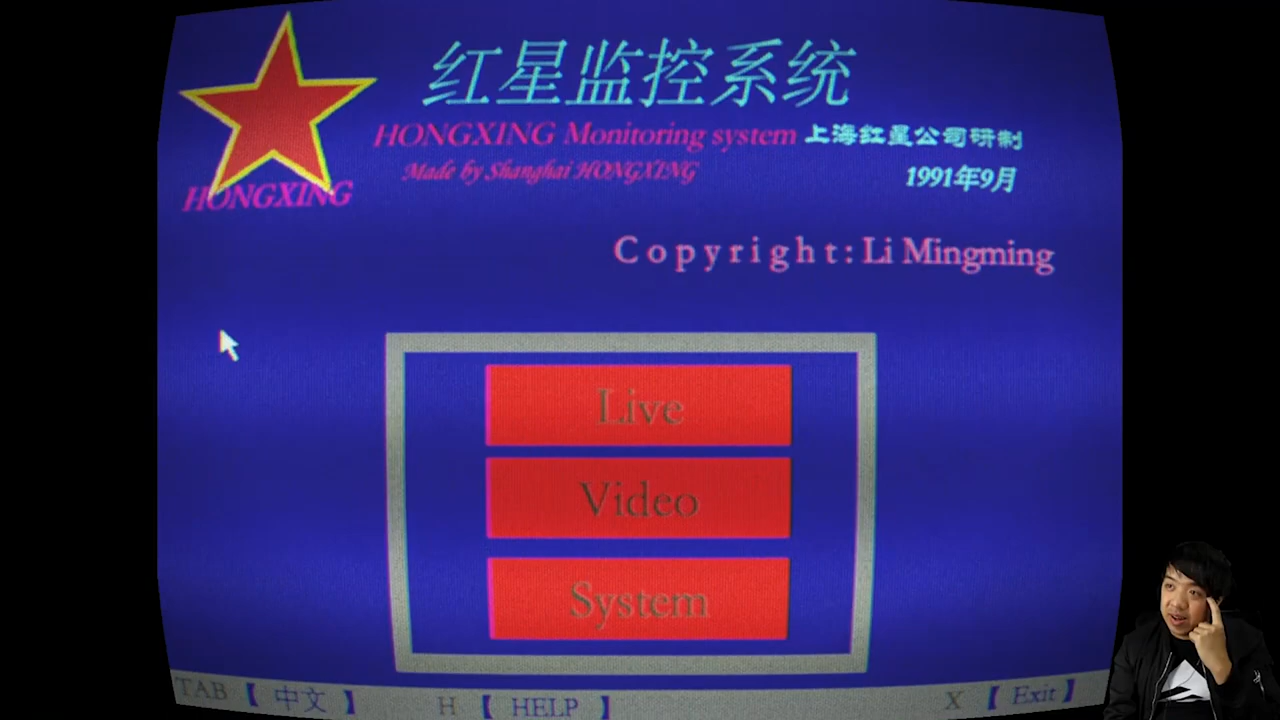 红星监控系统
HONGXING Monitoring system 上海红星公司研制
Made by Shanghai HONGXING 1991年9月
HONGXING
Copyright: Li Mingming
Live
Video
System
TAB【 中文 】 H 【 HELP 】 X 【 Exit 】